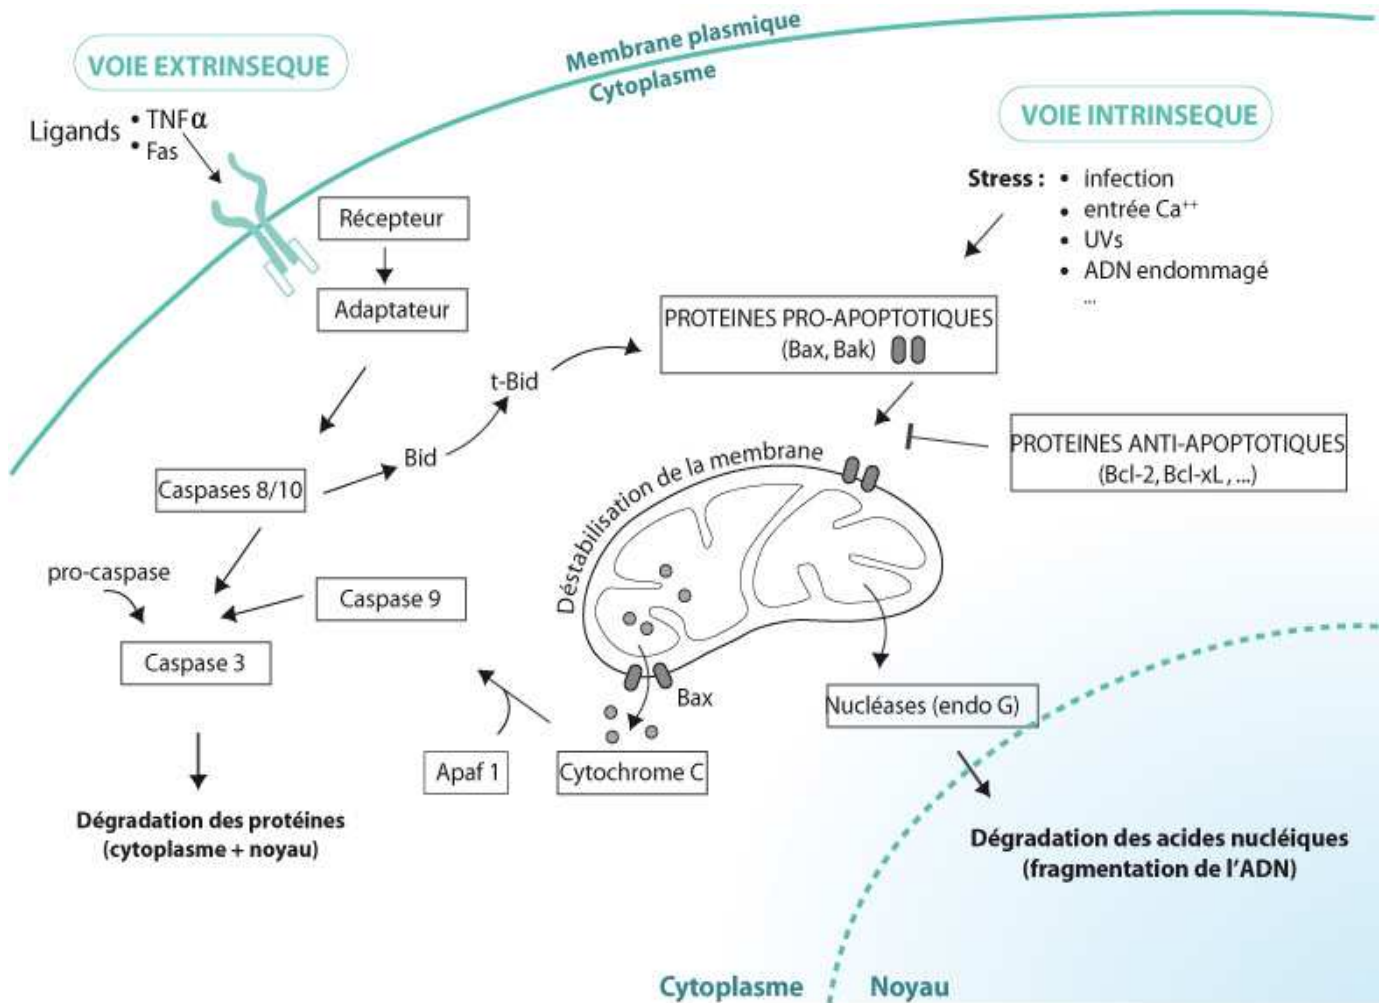 Membrane plasmique
Cytoplasme
VOIE EXTRINSEQUE
Ligands
• TNFα
• Fas
Récepteur
Adaptateur
VOIE INTRINSEQUE
Stress : • infection
• entrée Ca⁺⁺
• UVs
• ADN endommagé
...
PROTEINES PRO-APOPTOTIQUES
(Bax, Bak)
t-Bid
Bid
PROTEINES ANTI-APOPTOTIQUES
(Bcl-2, Bcl-xL , ...)
Caspases 8/10
Déstabilisation de la membrane
pro-caspase
Caspase 9
Caspase 3
Bax
Nucléases (endo G)
Apaf 1
Cytochrome C
Dégradation des protéines
(cytoplasme + noyau)
Dégradation des acides nucléiques
(fragmentation de l'ADN)
Cytoplasme
Noyau